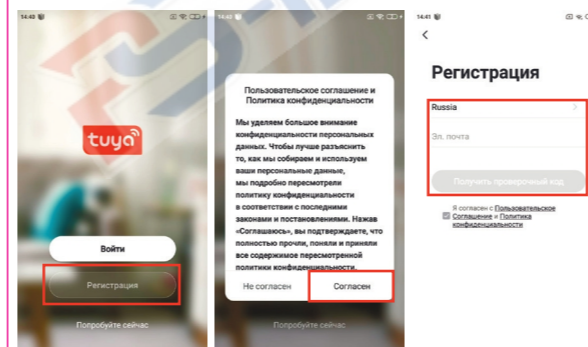 14:40
tuya
Войти
Регистрация
Попробуйте сейчас
14:40
Пользовательское соглашение и
Политика конфиденциальности
Мы уделяем большое внимание
конфиденциальности персональных
данных. Чтобы лучше разъяснить
то, как мы собираем и используем
ваши персональные данные,
мы подробно пересмотрели
политику конфиденциальности
в соответствии с последними
законами и постановлениями. Нажав
«Соглашаюсь», вы подтверждаете, что
полностью прочли, поняли и приняли
все содержимое пересмотренной
политики конфиденциальности.
Не согласен
Согласен
Попробуйте сейчас
14:41
Регистрация
Russia
Эл. почта
Получить проверочный код
Я согласен с Пользовательское
Соглашение и Политика
конфиденциальности